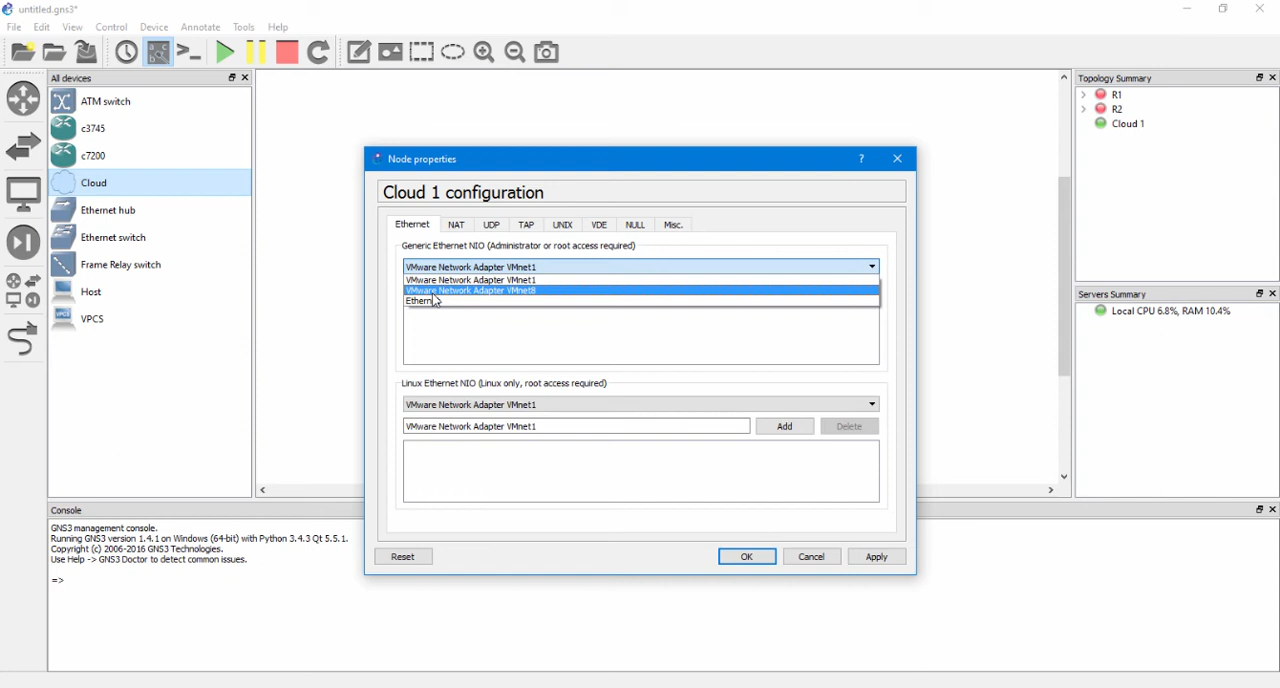 untitled.gns3*
File Edit View Control Device Annotate Tools Help
All devices
ATM switch
c3745
c7200
Cloud
Ethernet hub
Ethernet switch
Frame Relay switch
Host
VPCS
Node properties
Cloud 1 configuration
Ethernet NAT UDP TAP UNIX VDE NULL Misc.
Generic Ethernet NIO (Administrator or root access required)
VMware Network Adapter VMnet1
VMware Network Adapter VMnet1
VMware Network Adapter VMnet8
Linux Ethernet NIO (Linux only, root access required)
VMware Network Adapter VMnet1
VMware Network Adapter VMnet1 Add Delete
Reset OK Cancel Apply
Topology Summary
R1
R2
Cloud 1
Servers Summary
Local CPU 6.8%, RAM 10.4%
Console
GNS3 management console.
Running GNS3 version 1.4.1 on Windows (64-bit) with Python 3.4.3 Qt 5.5.1.
Copyright (c) 2006-2016 GNS3 Technologies.
Use Help -> GNS3 Doctor to detect common issues.
=>